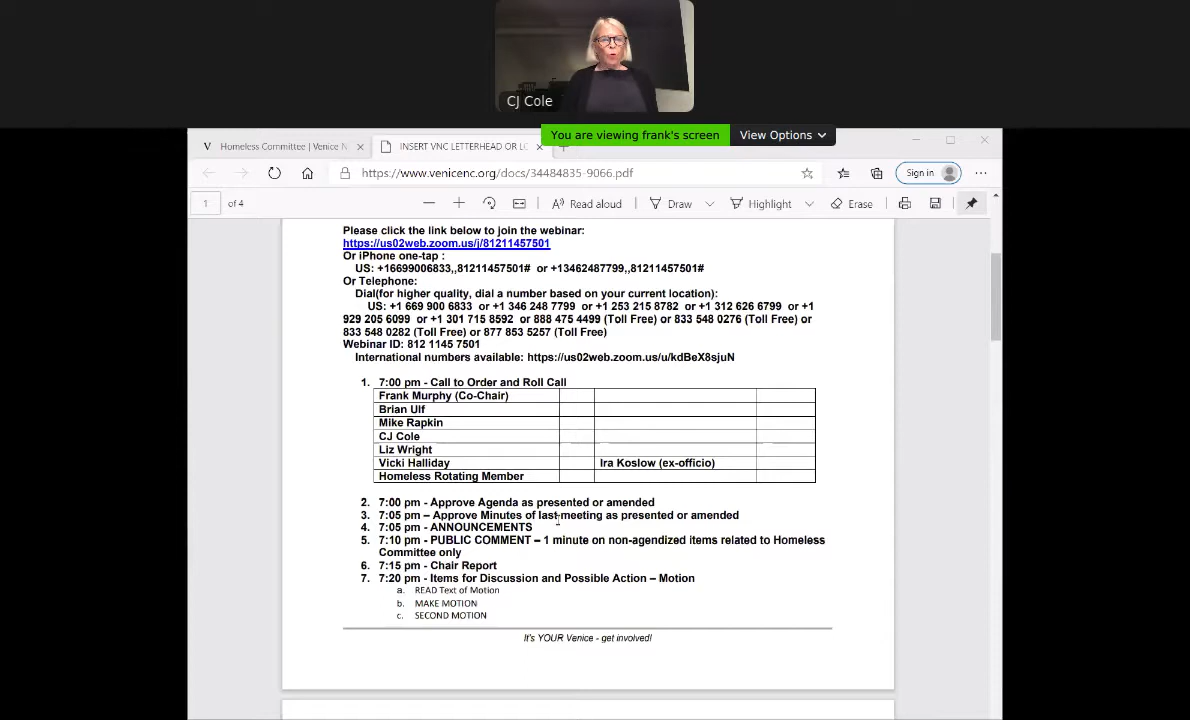 CJ Cole
You are viewing frank's screen View Options
V Homeless Committee | Venice N
INSERT VNC LETTERHEAD OR LO
https://www.venicenc.org/docs/34484835-9066.pdf
Sign in
1 of 4
Read aloud Draw Highlight Erase
Please click the link below to join the webinar:
https://us02web.zoom.us/j/81211457501
Or iPhone one-tap :
US: +16699006833,,81211457501# or +13462487799,,81211457501#
Or Telephone:
Dial(for higher quality, dial a number based on your current location):
US: +1 669 900 6833 or +1 346 248 7799 or +1 253 215 8782 or +1 312 626 6799 or +1
929 205 6099 or +1 301 715 8592 or 888 475 4499 (Toll Free) or 833 548 0276 (Toll Free) or
833 548 0282 (Toll Free) or 877 853 5257 (Toll Free)
Webinar ID: 812 1145 7501
International numbers available: https://us02web.zoom.us/u/kdBeX8sjuN
1. 7:00 pm - Call to Order and Roll Call
Frank Murphy (Co-Chair)
Brian Ulf
Mike Rapkin
CJ Cole
Liz Wright
Vicki Halliday Ira Koslow (ex-officio)
Homeless Rotating Member
2. 7:00 pm - Approve Agenda as presented or amended
3. 7:05 pm – Approve Minutes of last meeting as presented or amended
4. 7:05 pm - ANNOUNCEMENTS
5. 7:10 pm - PUBLIC COMMENT – 1 minute on non-agendized items related to Homeless
Committee only
6. 7:15 pm - Chair Report
7. 7:20 pm - Items for Discussion and Possible Action – Motion
a. READ Text of Motion
b. MAKE MOTION
c. SECOND MOTION
It's YOUR Venice - get involved!